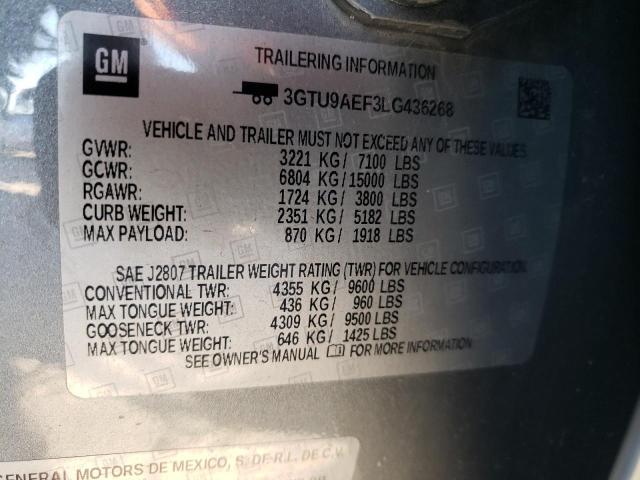 GM
TRAILERING INFORMATION
3GTU9AEF3LG436268
VEHICLE AND TRAILER MUST NOT EXCEED ANY OF THESE VALUES
GVWR: 3221 KG/ 7100 LBS
GCWR: 6804 KG/15000 LBS
RGAWR: 1724 KG/ 3800 LBS
CURB WEIGHT: 2351 KG/ 5182 LBS
MAX PAYLOAD: 870 KG/ 1918 LBS
SAE J2807 TRAILER WEIGHT RATING (TWR) FOR VEHICLE CONFIGURATION.
CONVENTIONAL TWR: 4355 KG/ 9600 LBS
MAX TONGUE WEIGHT: 436 KG/ 960 LBS
GOOSENECK TWR: 4309 KG/ 9500 LBS
MAX TONGUE WEIGHT: 646 KG/ 1425 LBS
SEE OWNER'S MANUAL FOR MORE INFORMATION
GENERAL MOTORS DE MEXICO, S. DE R.L. DE C.V.